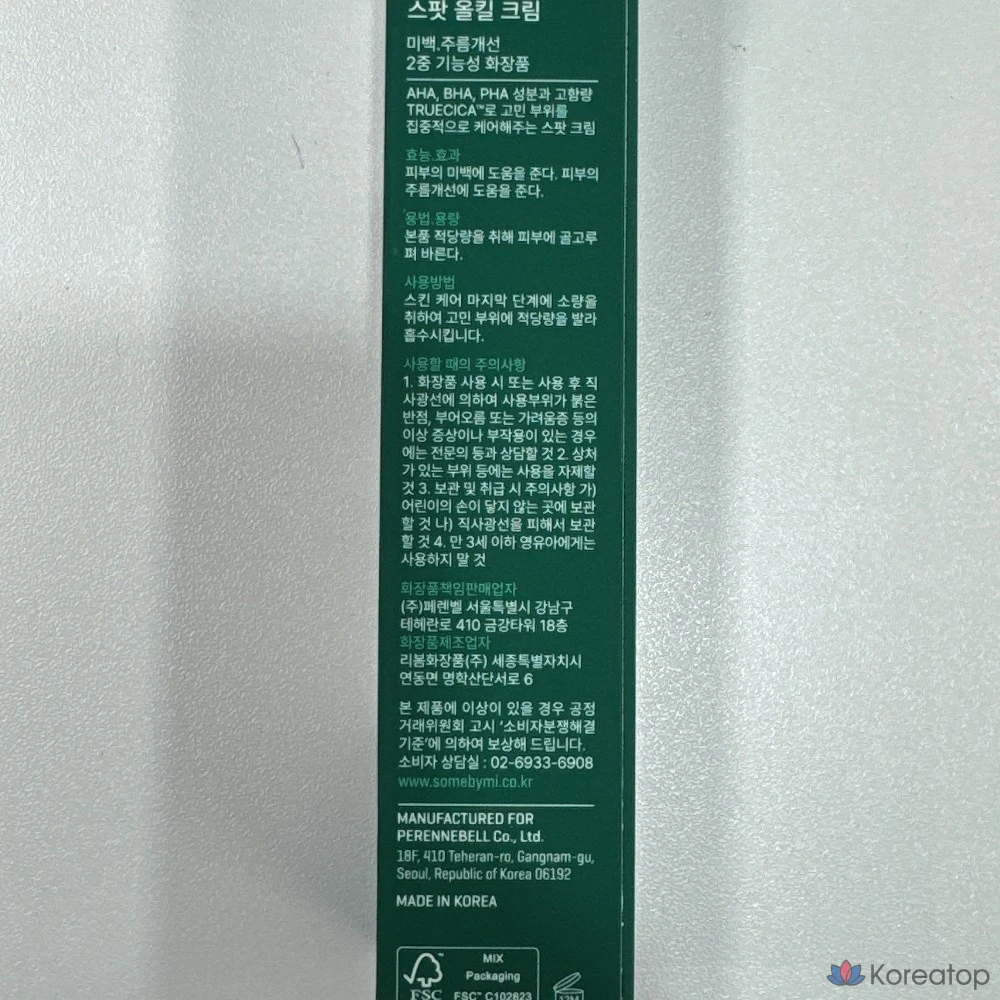 스팟 올킬 크림
미백.주름개선
2중 기능성 화장품
AHA, BHA, PHA 성분과 고함량
TRUECICA™로 고민 부위를
집중적으로 케어해주는 스팟 크림
효능.효과
피부의 미백에 도움을 준다. 피부의
주름개선에 도움을 준다.
용법.용량
본품 적당량을 취해 피부에 골고루
펴 바른다.
사용방법
스킨 케어 마지막 단계에 소량을
취하여 고민 부위에 적당량을 발라
흡수시킵니다.
사용할 때의 주의사항
1. 화장품 사용 시 또는 사용 후 직
사광선에 의하여 사용부위가 붉은
반점, 부어오름 또는 가려움증 등의
이상 증상이나 부작용이 있는 경우
에는 전문의 등과 상담할 것 2. 상처
가 있는 부위 등에는 사용을 자제할
것 3. 보관 및 취급 시 주의사항 가)
어린이의 손이 닿지 않는 곳에 보관
할 것 나) 직사광선을 피해서 보관
할 것 4. 만 3세 이하 영유아에게는
사용하지 말 것
화장품책임판매업자
(주)페렌벨 서울특별시 강남구
테헤란로 410 금강타워 18층
화장품제조업자
리봄화장품(주) 세종특별자치시
연동면 명학산단서로 6
본 제품에 이상이 있을 경우 공정
거래위원회 고시 '소비자분쟁해결
기준'에 의하여 보상해 드립니다.
소비자 상담실 : 02-6933-6908
www.somebymi.co.kr
MANUFACTURED FOR
PERENNEBELL Co., Ltd.
18F, 410 Teheran-ro, Gangnam-gu,
Seoul, Republic of Korea 06192
MADE IN KOREA
MIX
Packaging
FSC™ C102623
FSC
12M
Koreatop